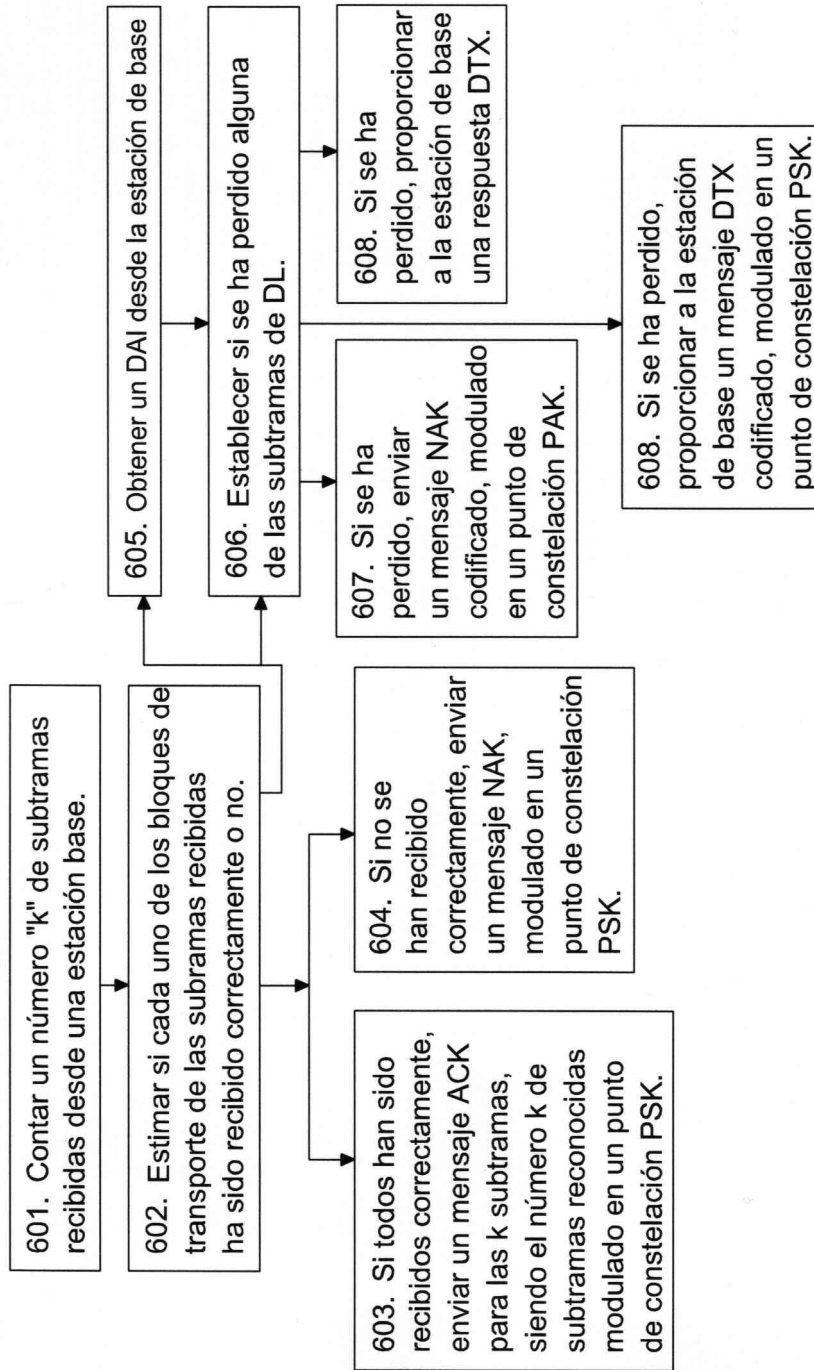 601. Contar un número "k" de subtramas
recibidas desde una estación base.
602. Estimar si cada uno de los bloques de
transporte de las subramas recibidas
ha sido recibido correctamente o no.
603. Si todos han sido
recibidos correctamente,
enviar un mensaje ACK
para las k subtramas,
siendo el número k de
subtramas reconocidas
modulado en un punto
de constelación PSK.
604. Si no se
han recibido
correctamente, enviar
un mensaje NAK,
modulado en un
punto de constelación
PSK.
605. Obtener un DAI desde la estación de base
606. Establecer si se ha perdido alguna
de las subtramas de DL.
607. Si se ha
perdido, enviar
un mensaje NAK
codificado, modulado
en un punto de
constelación PAK.
608. Si se ha
perdido, proporcionar
a la estación de base
una respuesta DTX.
608. Si se ha perdido,
proporcionar a la estación
de base un mensaje DTX
codificado, modulado en un
punto de constelación PSK.